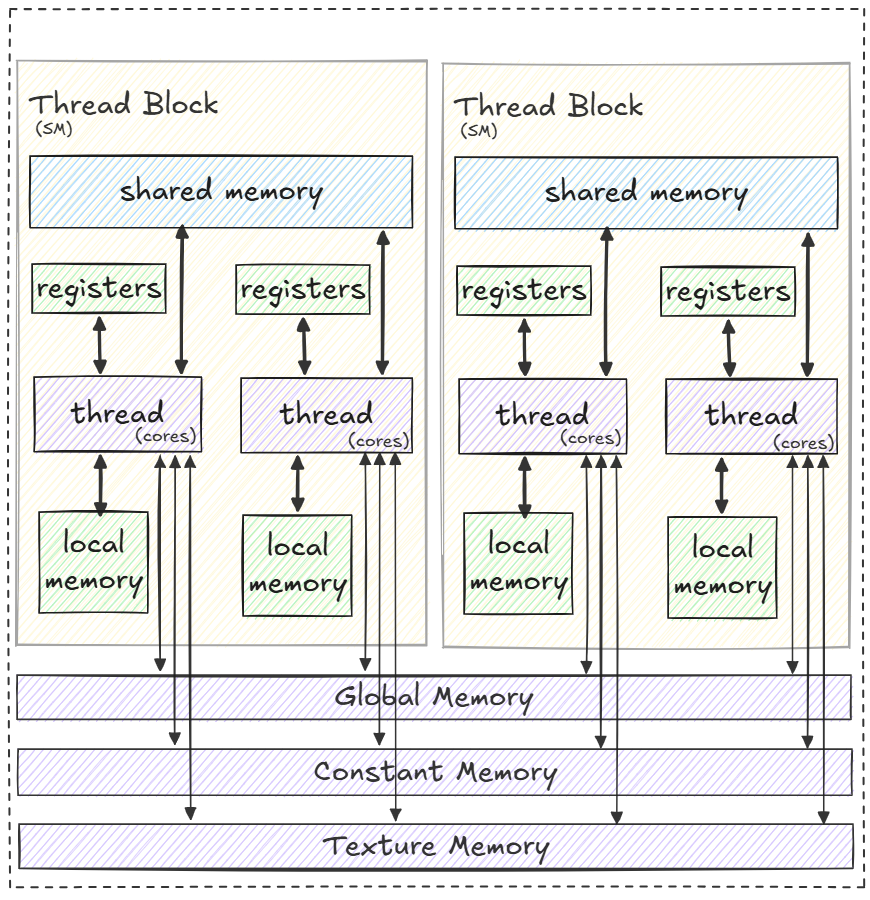 Thread Block
(SM)
shared memory
registers
registers
thread
(cores)
thread
(cores)
local
memory
local
memory
Thread Block
(SM)
shared memory
registers
registers
thread
(cores)
thread
(cores)
local
memory
local
memory
Global Memory
Constant Memory
Texture Memory